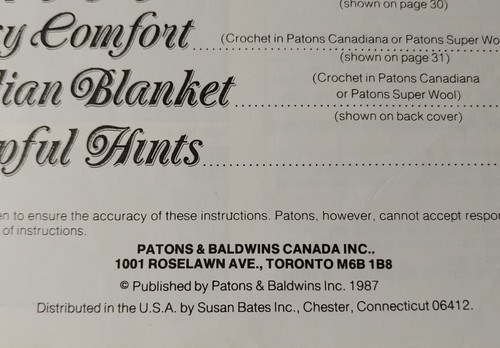 (shown on page 30)
Comfort (Crochet in Patons Canadiana or Patons Super
(shown on page 31)
Blanket (Crochet in Patons Canadiana
or Patons Super Wool)
(shown on back cover)
Hints
to ensure the accuracy of these instructions. Patons, however, cannot accept
of instructions.
PATONS & BALDWINS CANADA INC.,
1001 ROSELAWN AVE., TORONTO M6B 1B8
© Published by Patons & Baldwins Inc. 1987
Distributed in the U.S.A. by Susan Bates Inc., Chester, Connecticut 06412.